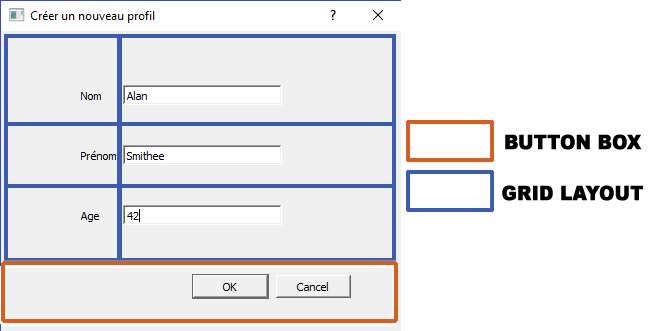 Créer un nouveau profil ?
Nom Alan
Prénom Smithee
Age 42
OK Cancel
BUTTON BOX
GRID LAYOUT